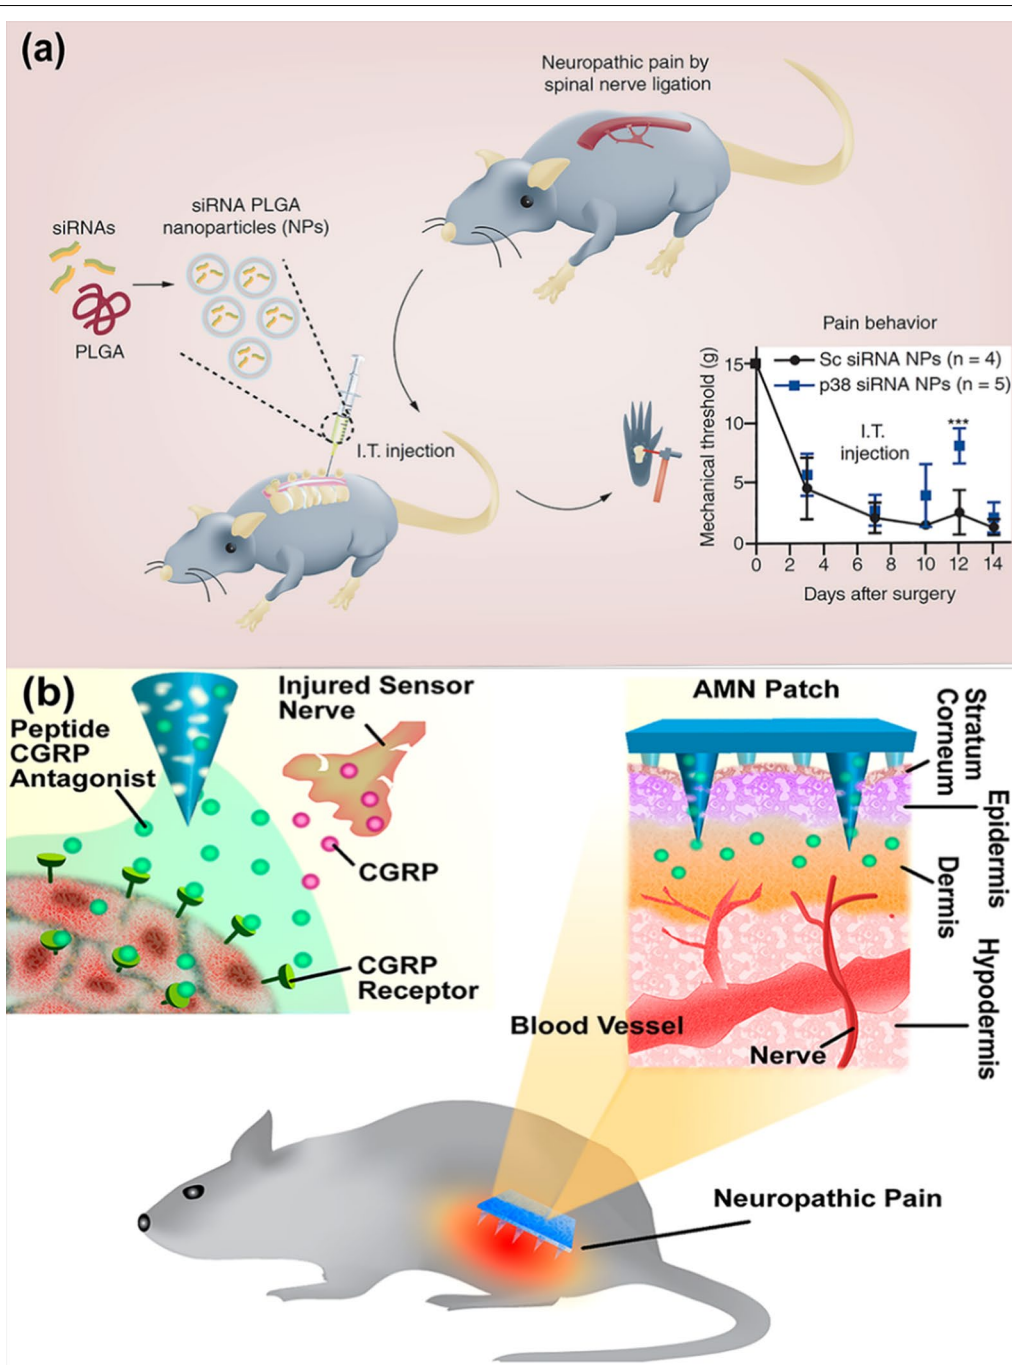 (a)
Neuropathic pain by
spinal nerve ligation
siRNAs
siRNA PLGA
nanoparticles (NPs)
PLGA
I.T. injection
Pain behavior
Sc siRNA NPs (n = 4)
p38 siRNA NPs (n = 5)
***
I.T.
injection
Mechanical threshold (g)
15
10
5
0
0 2 4 6 8 10 12 14
Days after surgery
(b)
Peptide
CGRP
Antagonist
Injured Sensor
Nerve
CGRP
CGRP
Receptor
AMN Patch
Stratum
Corneum
Epidermis
Dermis
Hypodermis
Blood Vessel
Nerve
Neuropathic Pain